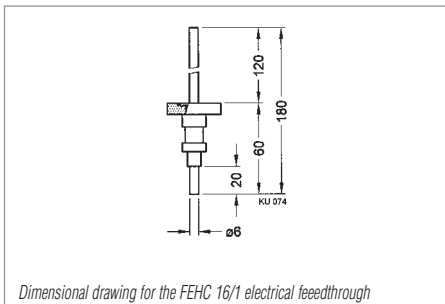 120
180
60
20
KU 074
ø6
Dimensional drawing for the FEHC 16/1 electrical feeedthrough